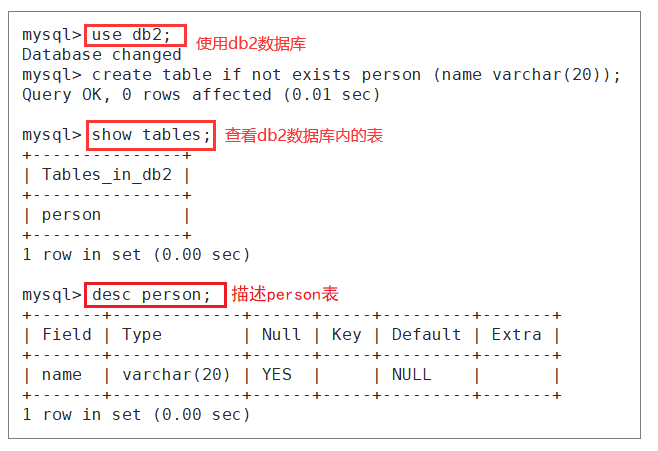 mysql> use db2; 使用db2数据库
Database changed
mysql> create table if not exists person (name varchar(20));
Query OK, 0 rows affected (0.01 sec)
mysql> show tables; 查看db2数据库内的表
+---------------+
| Tables_in_db2 |
+---------------+
| person        |
+---------------+
1 row in set (0.00 sec)
mysql> desc person; 描述person表
+-------+-------------+------+-----+---------+-------+
| Field | Type        | Null | Key | Default | Extra |
+-------+-------------+------+-----+---------+-------+
| name  | varchar(20) | YES  |     | NULL    |       |
+-------+-------------+------+-----+---------+-------+
1 row in set (0.00 sec)